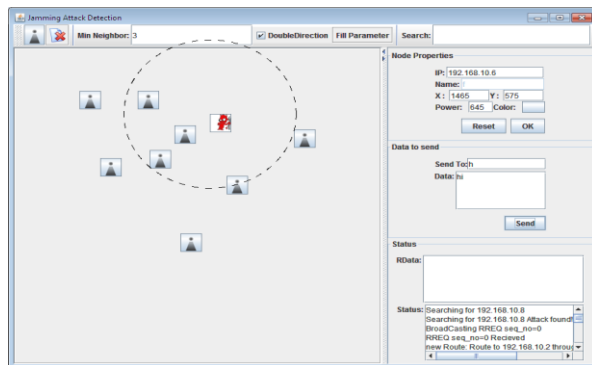 Jamming Attack Detection
Min Neighbor: 3 DoubleDirection Fill Parameter Search:
Node Properties
IP: 192.168.10.6
Name:
X : 1465 Y : 575
Power: 645 Color:
Reset OK
Data to send
Send To: h
Data: hi
Send
Status
RData:
Status: Searching for 192.168.10.8
Searching for 192.168.10.8 Attack found!
BroadCasting RREQ seq_no=0
RREQ seq_no=0 Recieved
new Route: Route to 192.168.10.2 throug